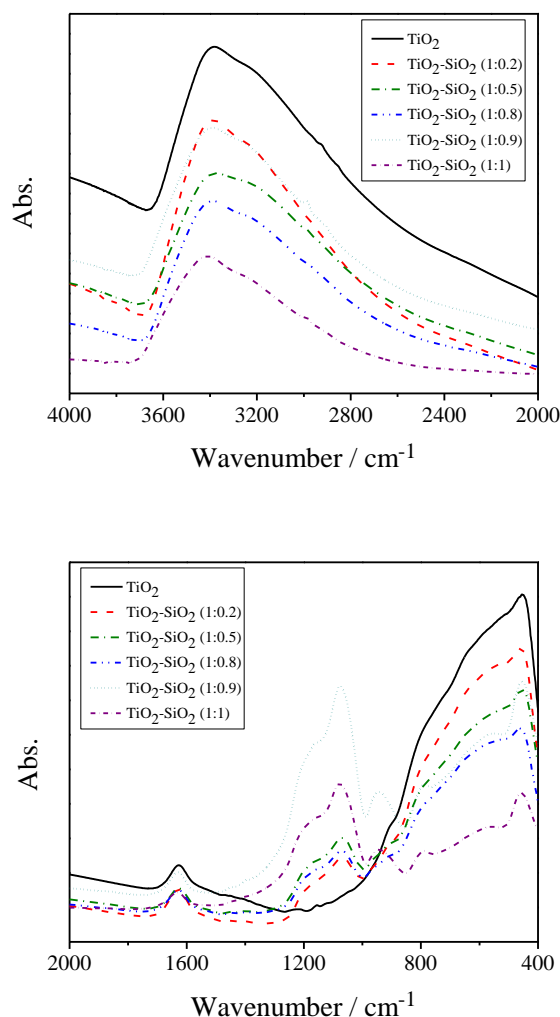 TiO2
TiO2-SiO2 (1:0.2)
TiO2-SiO2 (1:0.5)
TiO2-SiO2 (1:0.8)
TiO2-SiO2 (1:0.9)
TiO2-SiO2 (1:1)
Abs.
4000 3600 3200 2800 2400 2000
Wavenumber / cm-1
TiO2
TiO2-SiO2 (1:0.2)
TiO2-SiO2 (1:0.5)
TiO2-SiO2 (1:0.8)
TiO2-SiO2 (1:0.9)
TiO2-SiO2 (1:1)
Abs.
2000 1600 1200 800 400
Wavenumber / cm-1